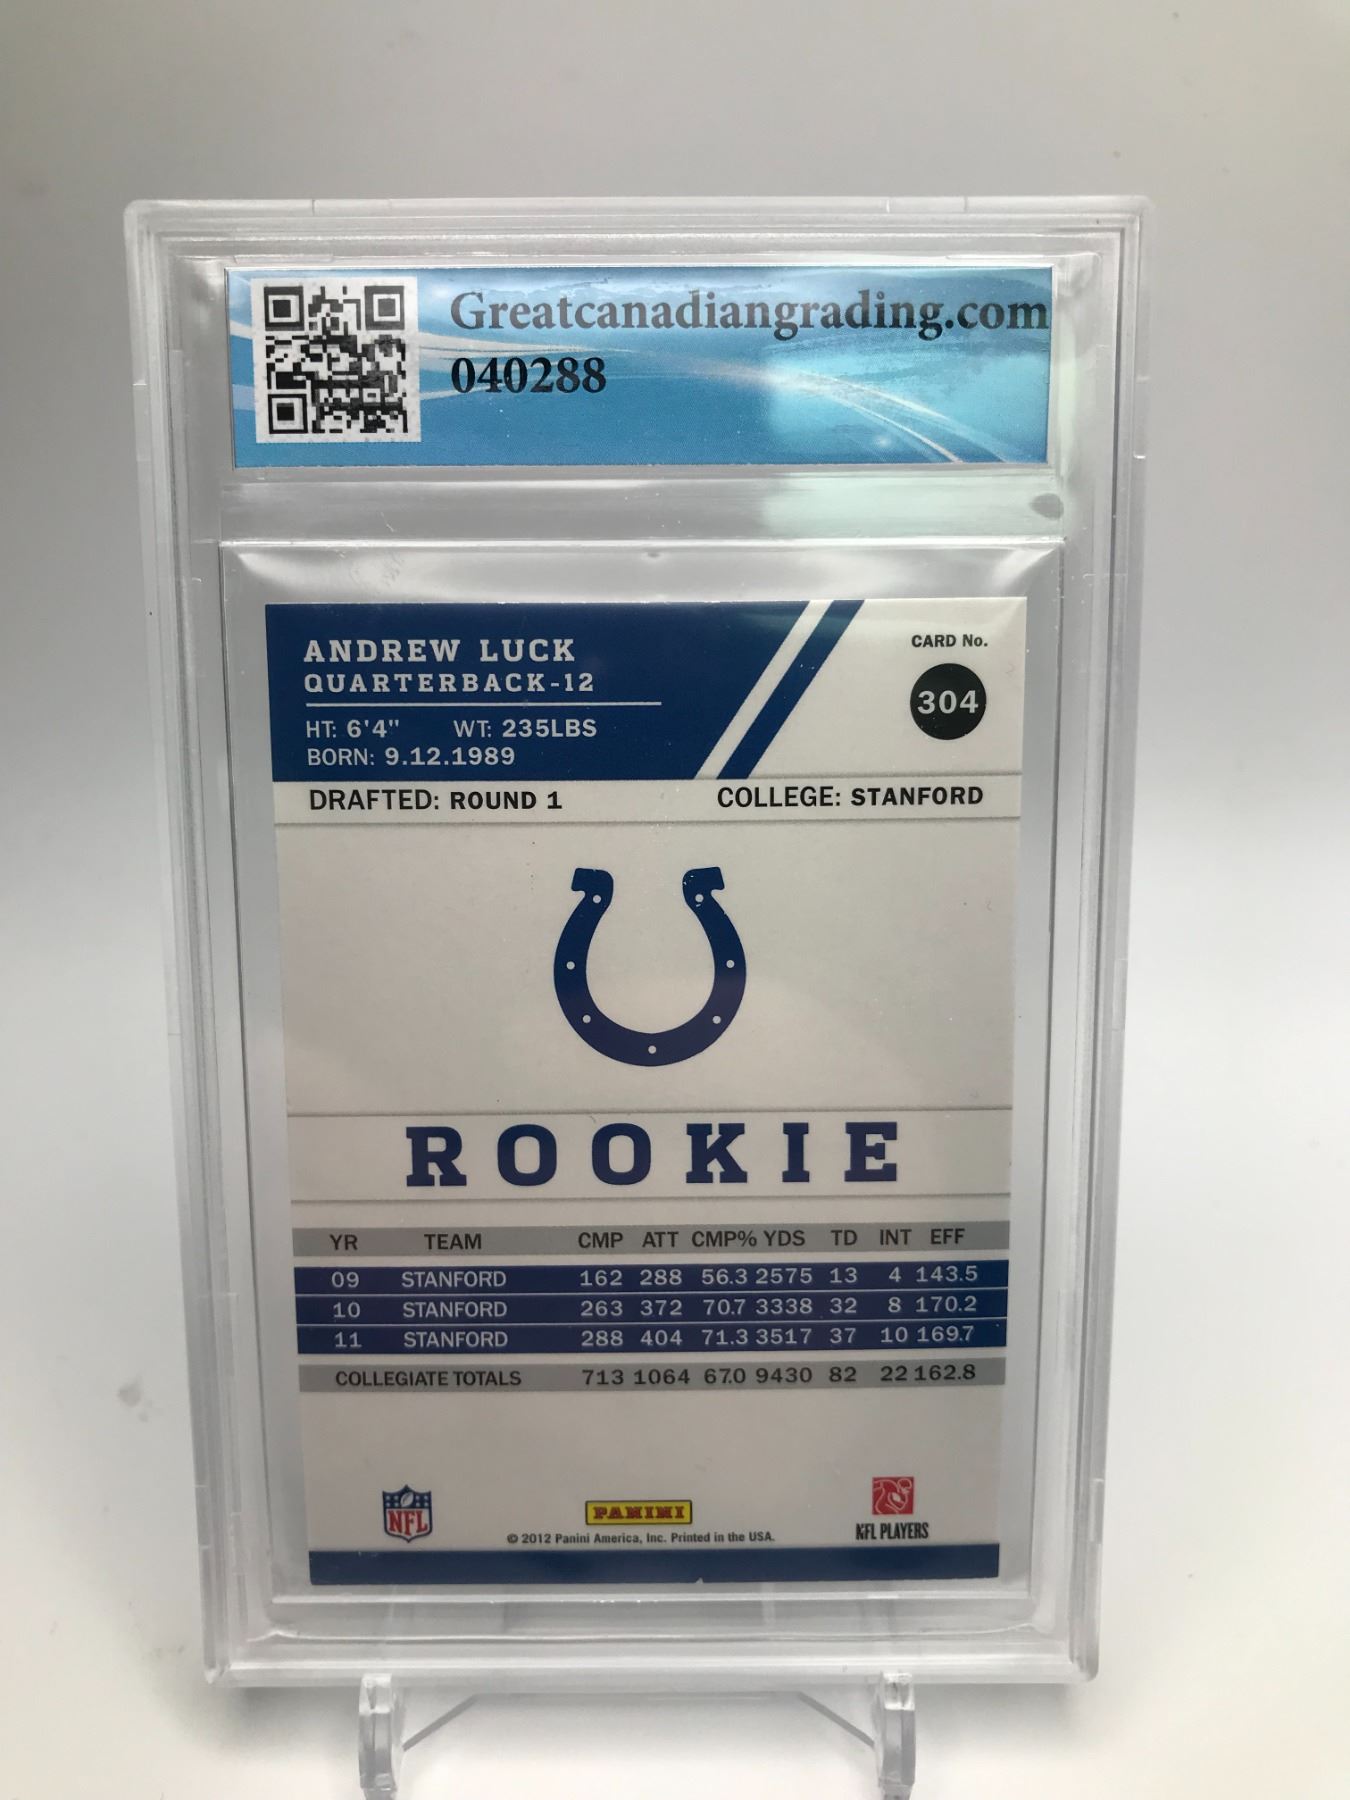 Greatcanadiangrading.com
040288
ANDREW LUCK
QUARTERBACK-12
HT: 6'4" WT: 235LBS
BORN: 9.12.1989
CARD No.
304
DRAFTED: ROUND 1 COLLEGE: STANFORD
ROOKIE
YR TEAM CMP ATT CMP% YDS TD INT EFF
09 STANFORD 162 288 56.3 2575 13 4 143.5
10 STANFORD 263 372 70.7 3338 32 8 170.2
11 STANFORD 288 404 71.3 3517 37 10 169.7
COLLEGIATE TOTALS 713 1064 67.0 9430 82 22 162.8
NFL
PANINI
NFL PLAYERS
© 2012 Panini America, Inc. Printed in the USA.